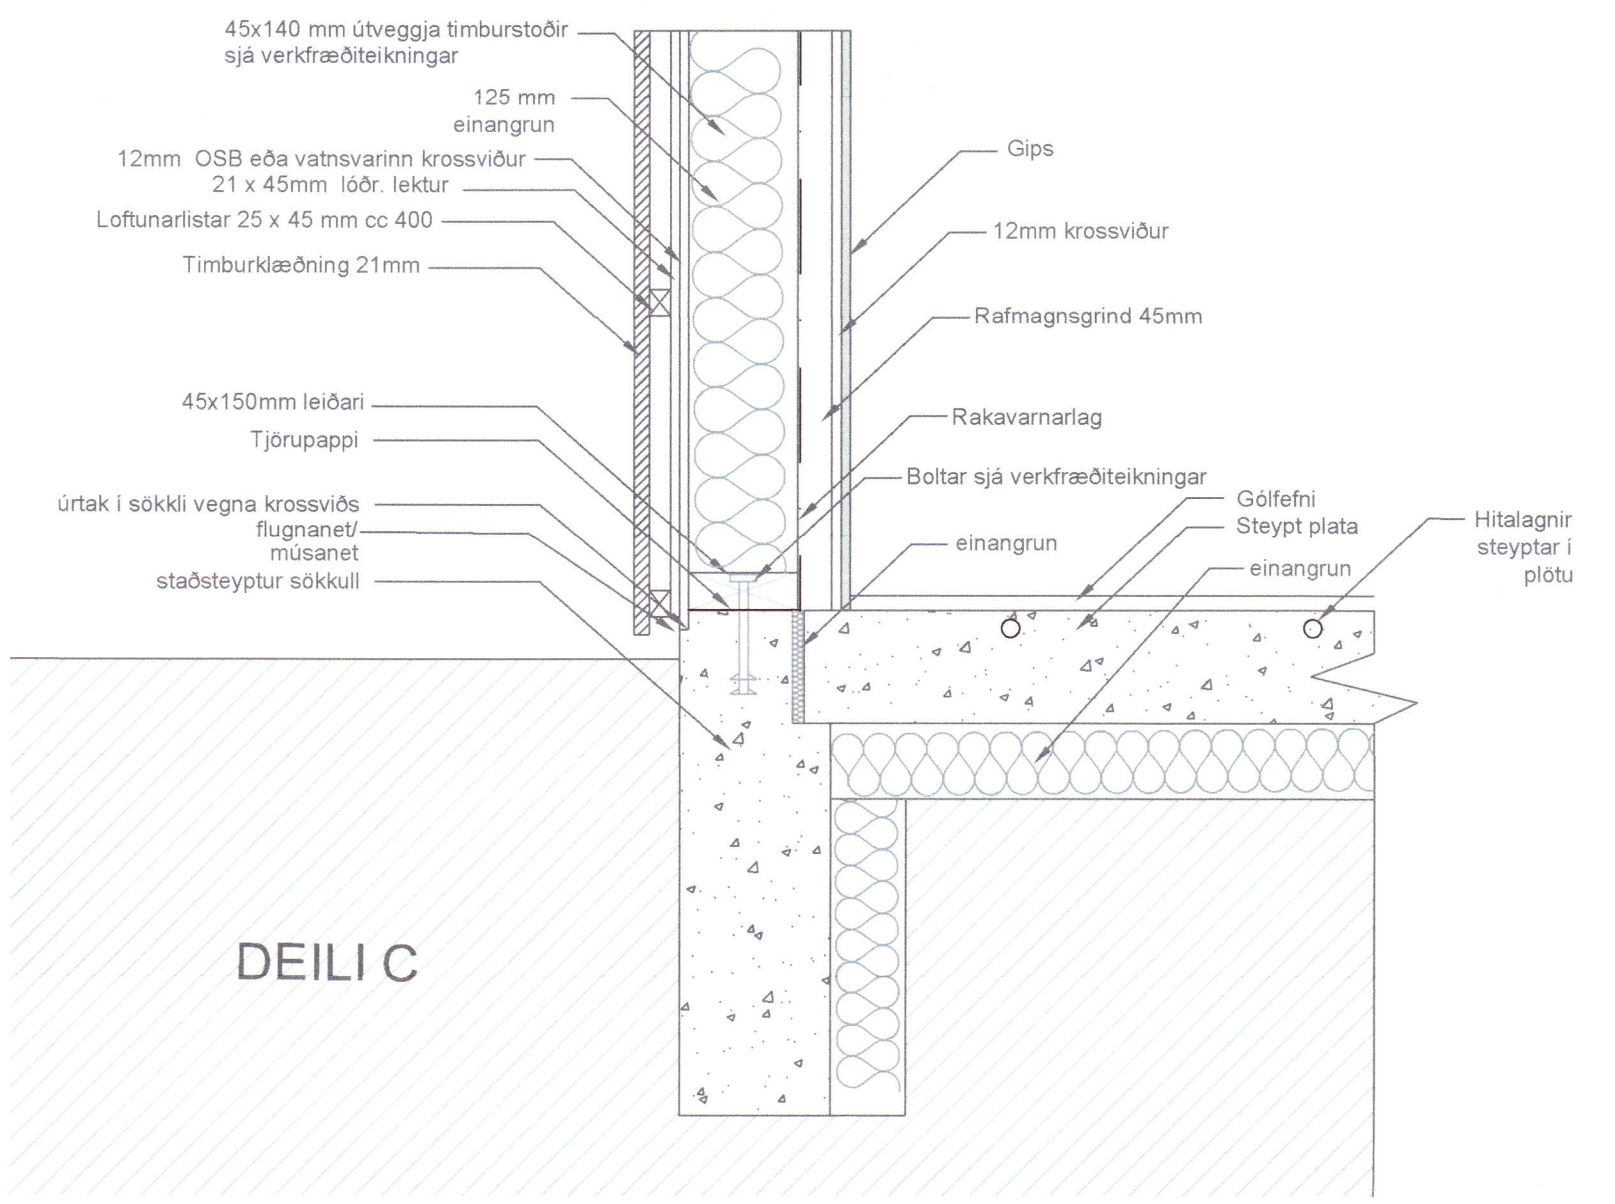 45x140 mm útveggja timburstoðir
sjá verkfræðiteikningar
125 mm
einangrun
12mm OSB eða vatnsvarinn krossviður
21 x 45mm lóðr. lektur
Loftunarlistar 25 x 45 mm cc 400
Timburklæðning 21mm
45x150mm leiðari
Tjörupappi
úrtak í sökkli vegna krossviðs
flugnanet/
músanet
staðsteyptur sökkull
Gips
12mm krossviður
Rafmagnsgrind 45mm
Rakavarnarlag
Boltar sjá verkfræðiteikningar
einangrun
Gólfefni
Steypt plata
einangrun
Hitalagnir
steyptar í
plötu
DEILI C